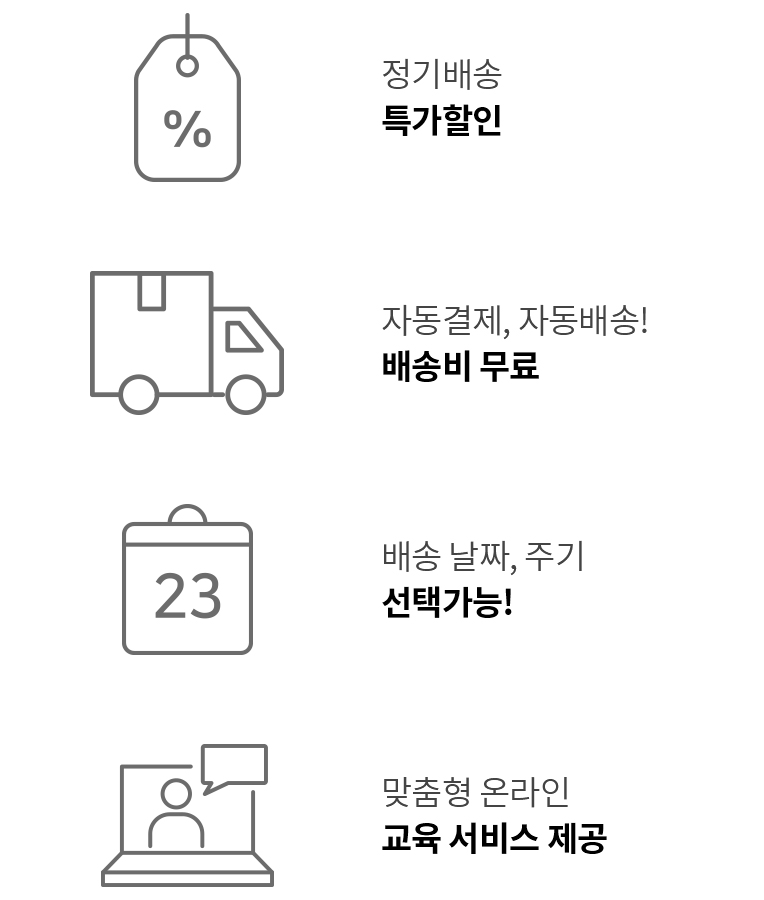 %
정기배송
특가할인
자동결제, 자동배송!
배송비 무료
23
배송 날짜, 주기
선택가능!
맞춤형 온라인
교육 서비스 제공